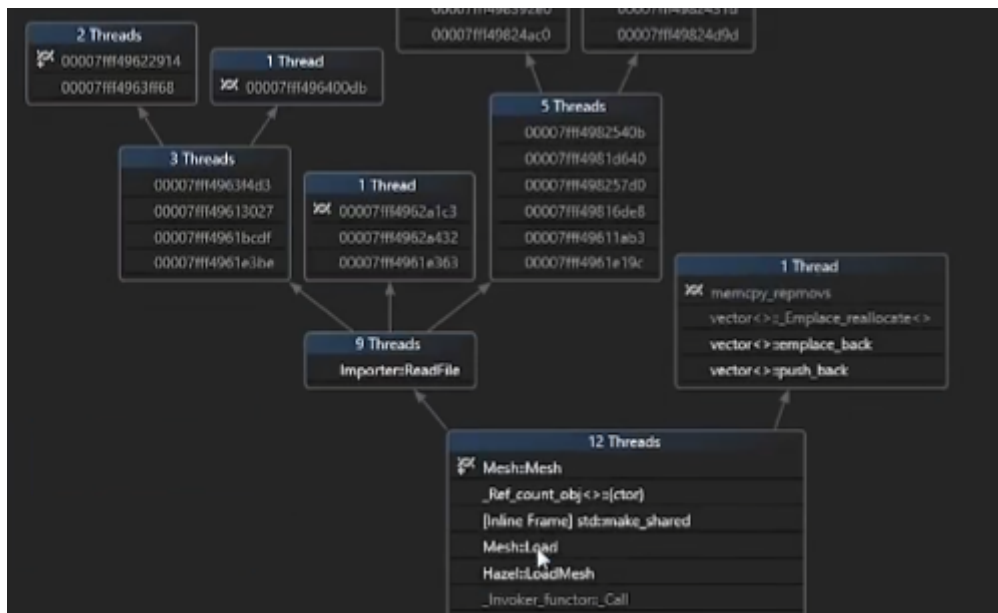 2 Threads
00007fff49622914
00007fff4963ff68
1 Thread
00007fff496400db
00007fff49824ac0
00007fff49824d9d
5 Threads
00007fff4982540b
00007fff4981d640
00007fff498257d0
00007fff49816de8
00007fff49611ab3
00007fff4961e19c
3 Threads
00007fff4963f4d3
00007fff49613027
00007fff4961bcdf
00007fff4961e3be
1 Thread
00007fff4962a1c3
00007fff4962a432
00007fff4961e363
1 Thread
memcpy_repmovs
vector<>::_Emplace_reallocate<>
vector<>::emplace_back
vector<>::push_back
9 Threads
Importer::ReadFile
12 Threads
Mesh::Mesh
_Ref_count_obj<>::(ctor)
[Inline Frame] std::make_shared
Mesh::Load
Hazel::LoadMesh
_Invoker_functor::_Call